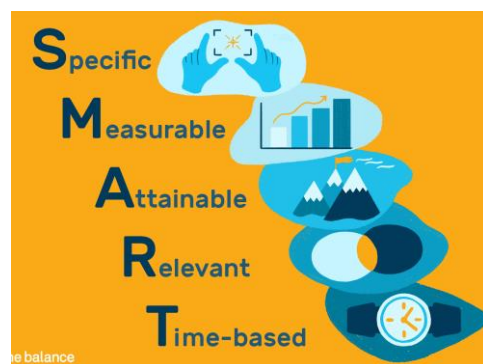 Specific
Measurable
Attainable
Relevant
Time-based
balance